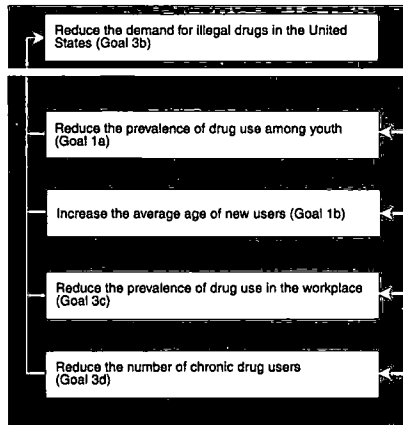 Reduce the demand for illegal drugs in the United
States (Goal 3b)
Reduce the prevalence of drug use among youth
(Goal 1a)
Increase the average age of new users (Goal 1b)
Reduce the prevalence of drug use in the workplace
(Goal 3c)
Reduce the number of chronic drug users
(Goal 3d)